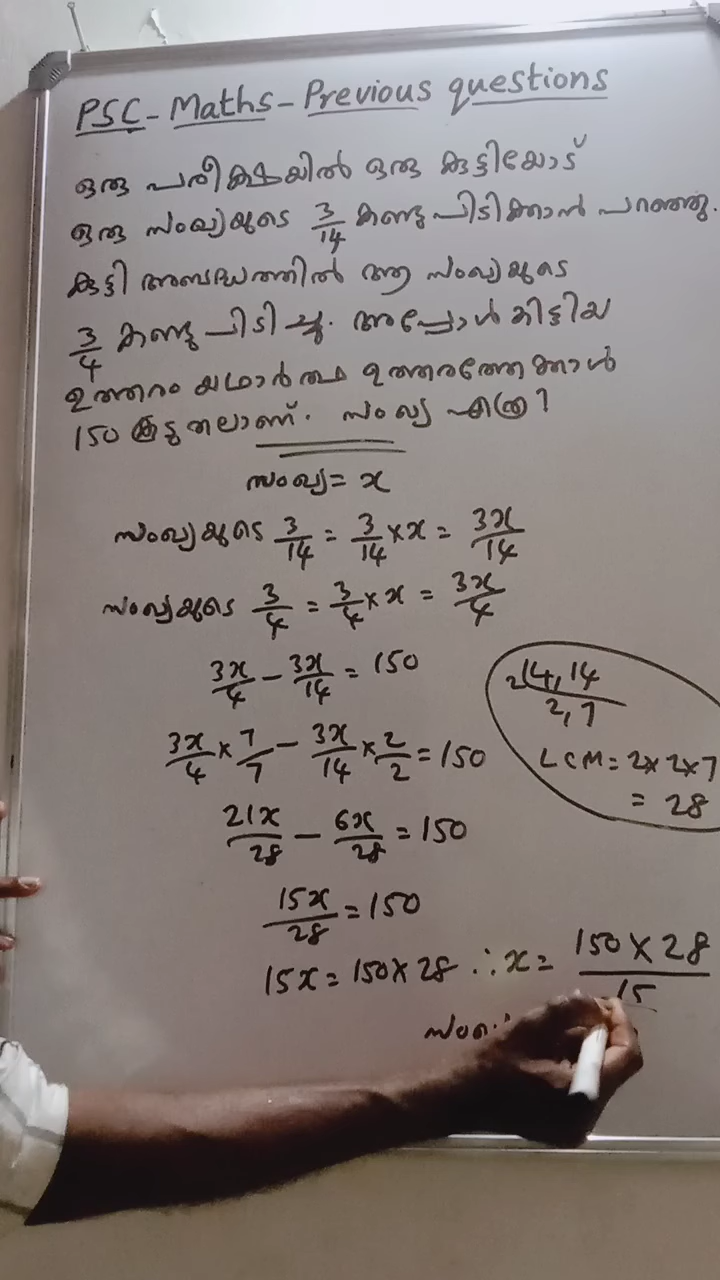 PSC - Maths - Previous questions
ഒരു പരീക്ഷയിൽ ഒരു കുട്ടിയോട്
ഒരു സംഖ്യയുടെ 3/14 കണ്ടുപിടിക്കാൻ പറഞ്ഞു.
കുട്ടി അബദ്ധത്തിൽ ആ സംഖ്യയുടെ
3/4 കണ്ടുപിടിച്ചു. അപ്പോൾ കിട്ടിയ
ഉത്തരം യഥാർത്ഥ ഉത്തരത്തേക്കാൾ
150 കൂടുതലാണ്. സംഖ്യ എത്ര?
സംഖ്യ = x
സംഖ്യയുടെ 3/14 = 3/14 × x = 3x/14
സംഖ്യയുടെ 3/4 = 3/4 × x = 3x/4
3x/4 - 3x/14 = 150
3x/4 × 7/7 - 3x/14 × 2/2 = 150
21x/28 - 6x/28 = 150
15x/28 = 150
15x = 150 × 28 ∴ x = 150 × 28/15
2 4, 14
2, 7
LCM = 2 × 2 × 7
= 28